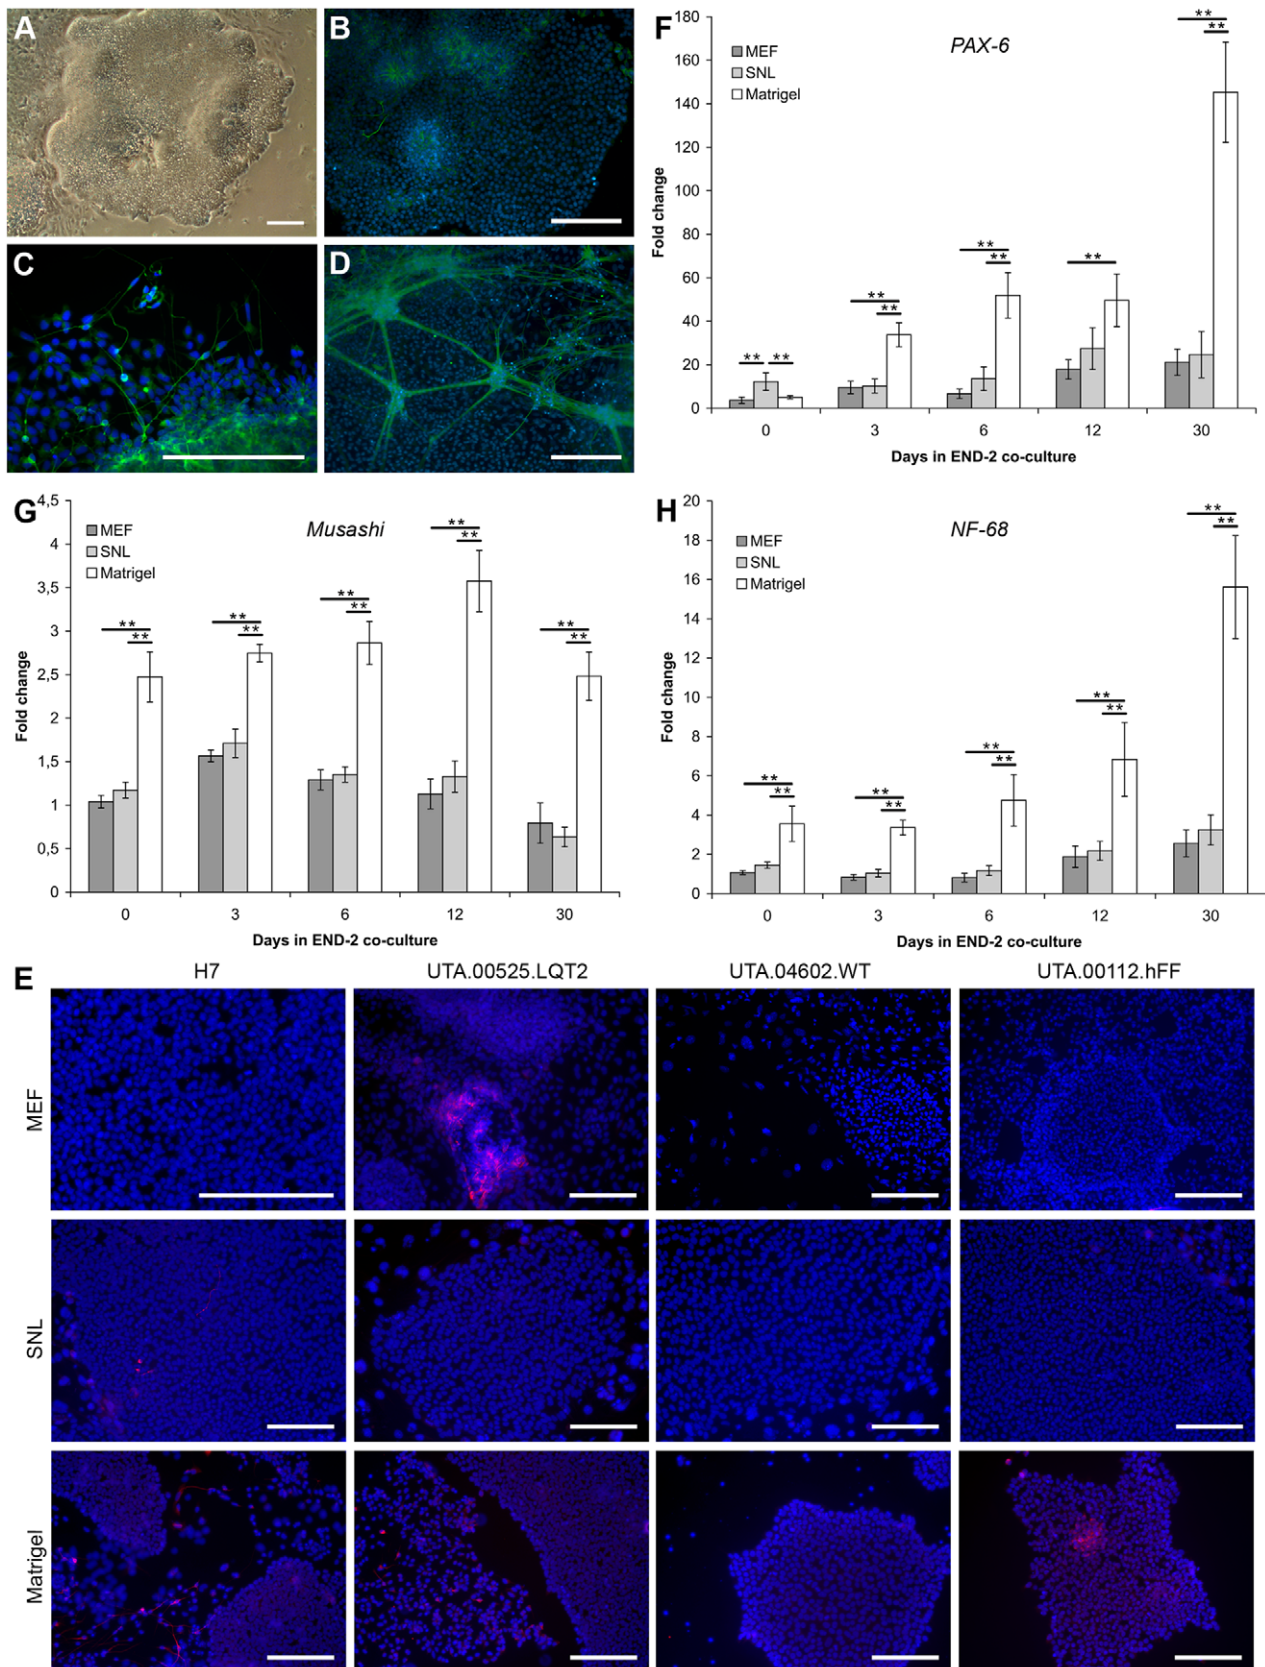 A
B
C
D
F
PAX-6
MEF
SNL
Matrigel
Fold change
180
160
140
120
100
80
60
40
20
0
** **
** **
** **
**
** **
0 3 6 12 30
Days in END-2 co-culture
G
Musashi
MEF
SNL
Matrigel
Fold change
4,5
4
3,5
3
2,5
2
1,5
1
0,5
0
** **
** **
** **
** **
** **
0 3 6 12 30
Days in END-2 co-culture
H
NF-68
MEF
SNL
Matrigel
Fold change
20
18
16
14
12
10
8
6
4
2
0
** **
** **
** **
** **
** **
0 3 6 12 30
Days in END-2 co-culture
E
H7 UTA.00525.LQT2 UTA.04602.WT UTA.00112.hFF
MEF
SNL
Matrigel